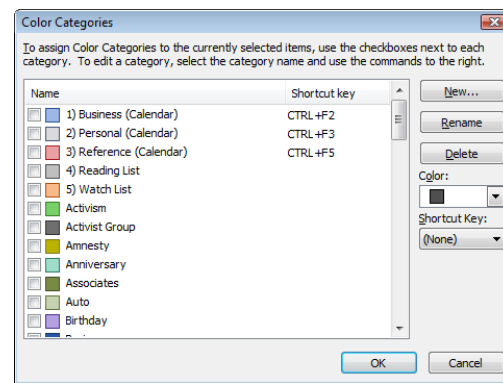 Color Categories
To assign Color Categories to the currently selected items, use the checkboxes next to each
category. To edit a category, select the category name and use the commands to the right.
Name Shortcut key
1) Business (Calendar) CTRL+F2
2) Personal (Calendar) CTRL+F3
3) Reference (Calendar) CTRL+F5
4) Reading List
5) Watch List
Activism
Activist Group
Amnesty
Anniversary
Associates
Auto
Birthday
New...
Rename
Delete
Color:
Shortcut Key:
(None)
OK Cancel